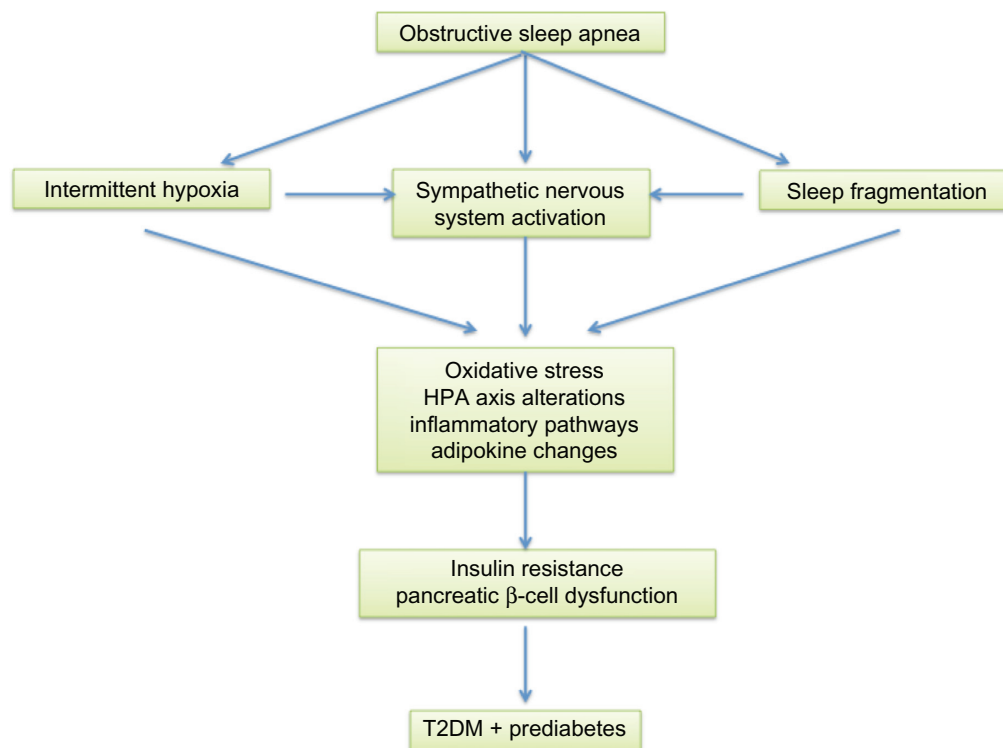 Obstructive sleep apnea
Intermittent hypoxia
Sympathetic nervous
system activation
Sleep fragmentation
Oxidative stress
HPA axis alterations
inflammatory pathways
adipokine changes
Insulin resistance
pancreatic β-cell dysfunction
T2DM + prediabetes